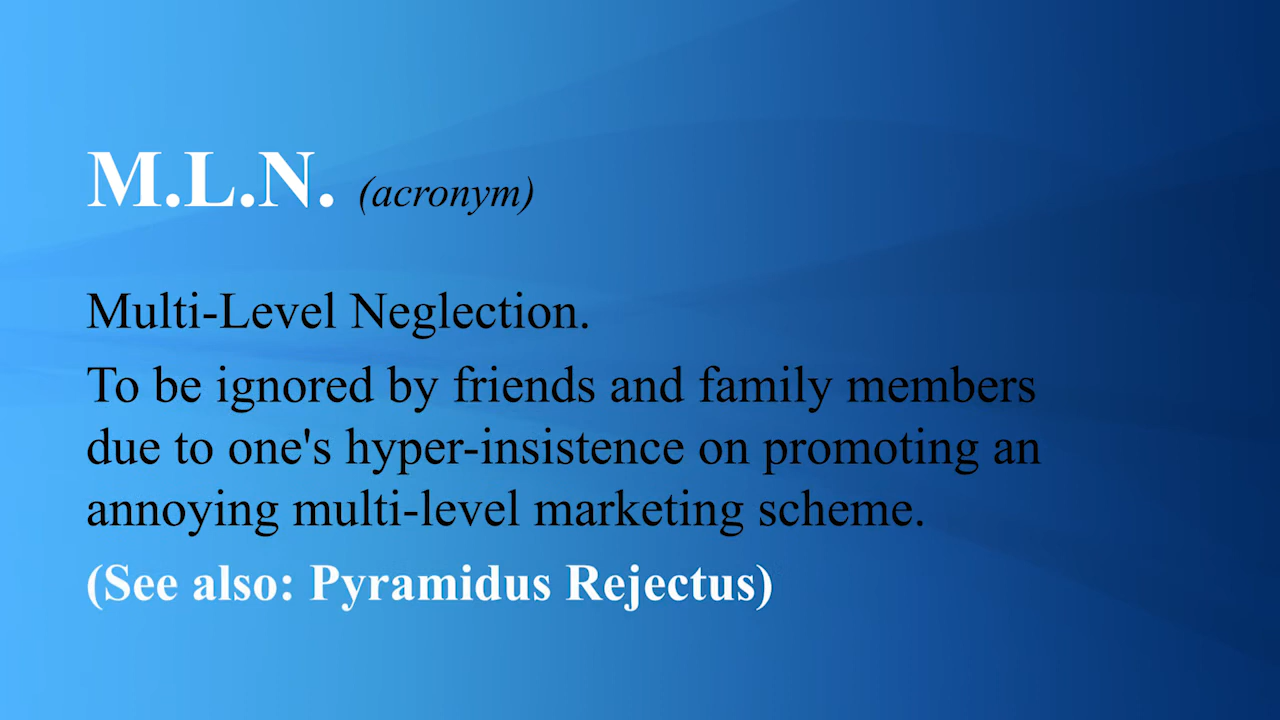 M.L.N. (acronym)
Multi-Level Neglection.
To be ignored by friends and family members
due to one's hyper-insistence on promoting an
annoying multi-level marketing scheme.
(See also: Pyramidus Rejectus)